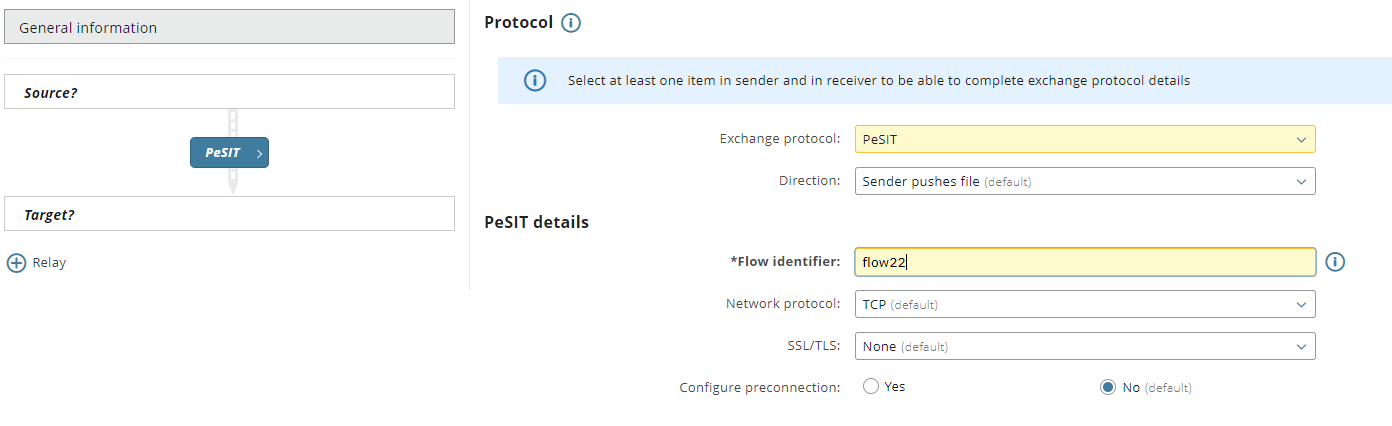 General information
Source?
PeSIT
Target?
Relay
Protocol
Select at least one item in sender and in receiver to be able to complete exchange protocol details
Exchange protocol: PeSIT
Direction: Sender pushes file (default)
PeSIT details
*Flow identifier: flow22
Network protocol: TCP (default)
SSL/TLS: None (default)
Configure preconnection: Yes No (default)